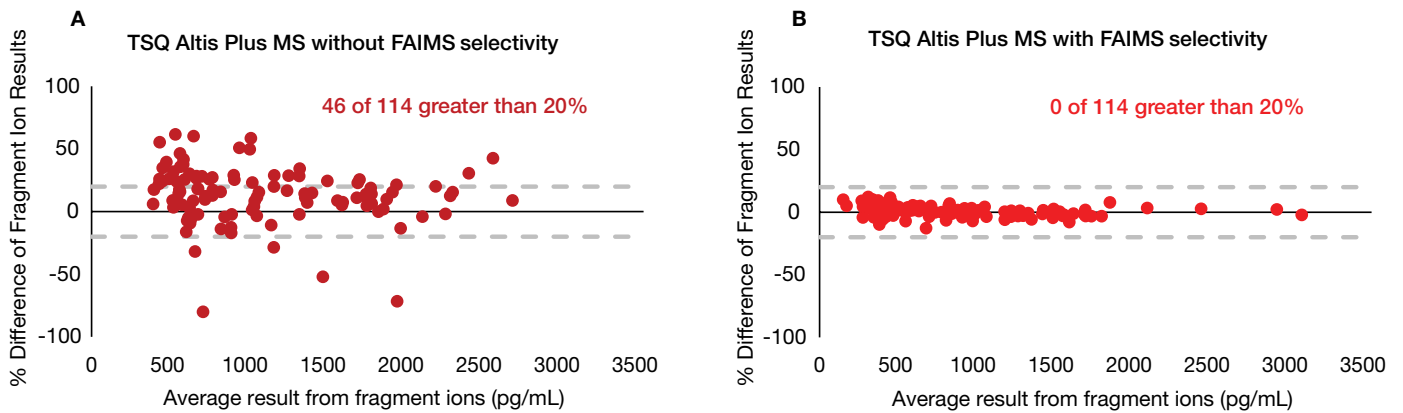 A
TSQ Altis Plus MS without FAIMS selectivity
% Difference of Fragment Ion Results
46 of 114 greater than 20%
100
50
0
-50
-100
0 500 1000 1500 2000 2500 3000 3500
Average result from fragment ions (pg/mL)
B
TSQ Altis Plus MS with FAIMS selectivity
% Difference of Fragment Ion Results
0 of 114 greater than 20%
100
50
0
-50
-100
0 500 1000 1500 2000 2500 3000 3500
Average result from fragment ions (pg/mL)